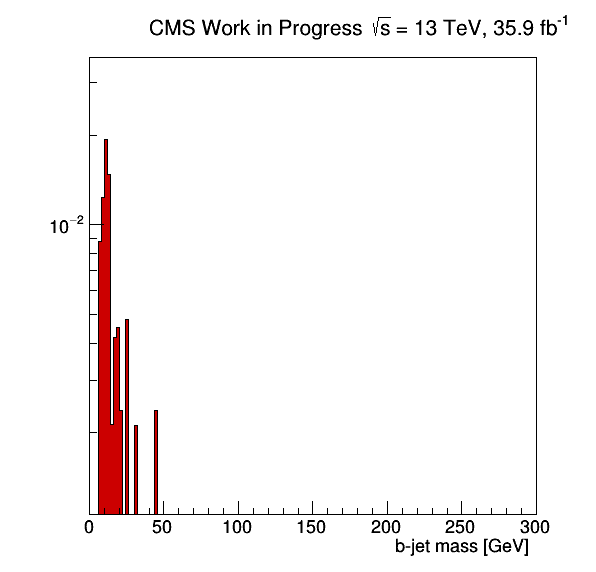 CMS Work in Progress √s = 13 TeV, 35.9 fb⁻¹
10⁻²
0 50 100 150 200 250 300
b-jet mass [GeV]